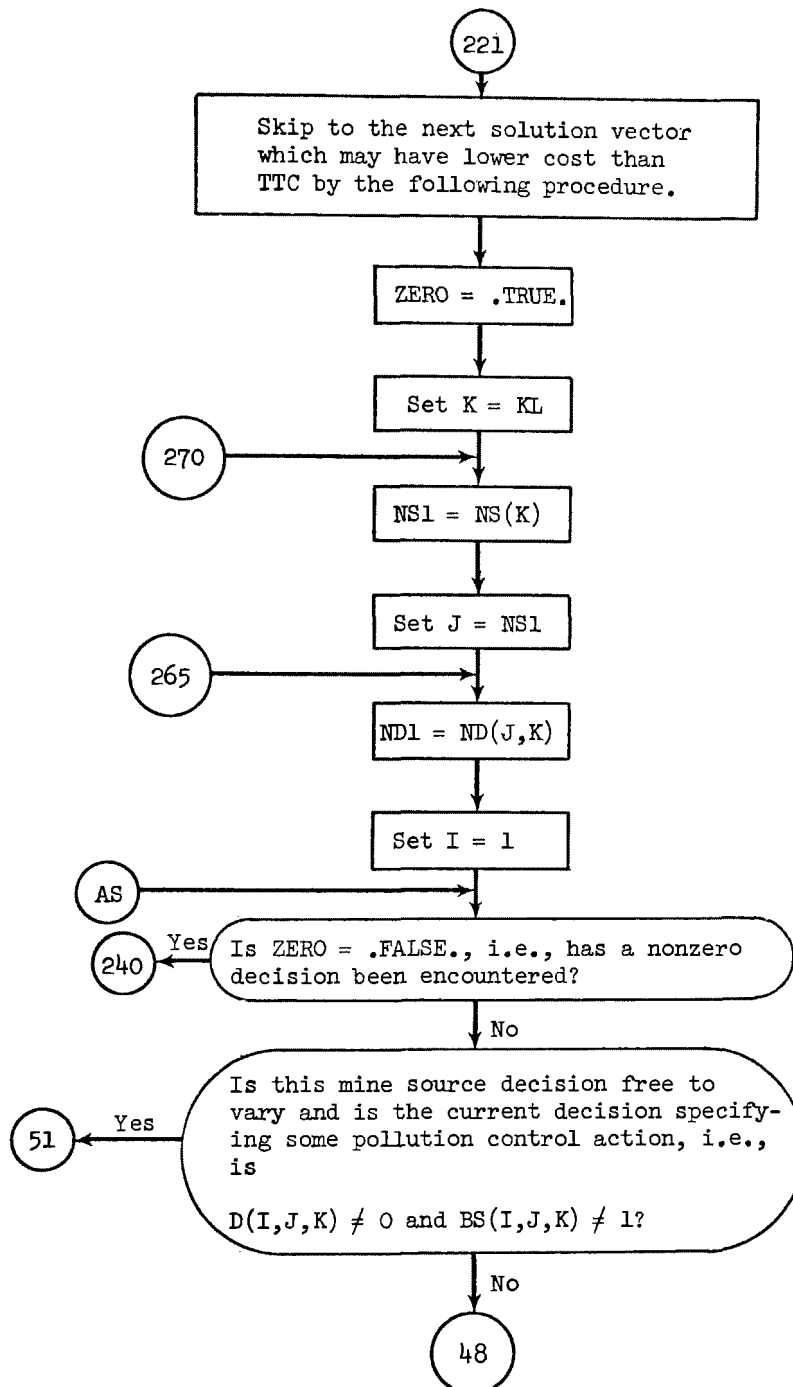 221
Skip to the next solution vector
which may have lower cost than
TTC by the following procedure.
ZERO = .TRUE.
Set K = KL
270
NS1 = NS(K)
Set J = NS1
265
ND1 = ND(J,K)
Set I = 1
AS
Yes
240
Is ZERO = .FALSE., i.e., has a nonzero
decision been encountered?
No
Is this mine source decision free to
vary and is the current decision specify-
ing some pollution control action, i.e.,
is
D(I,J,K) ≠ 0 and BS(I,J,K) ≠ 1?
Yes
51
No
48